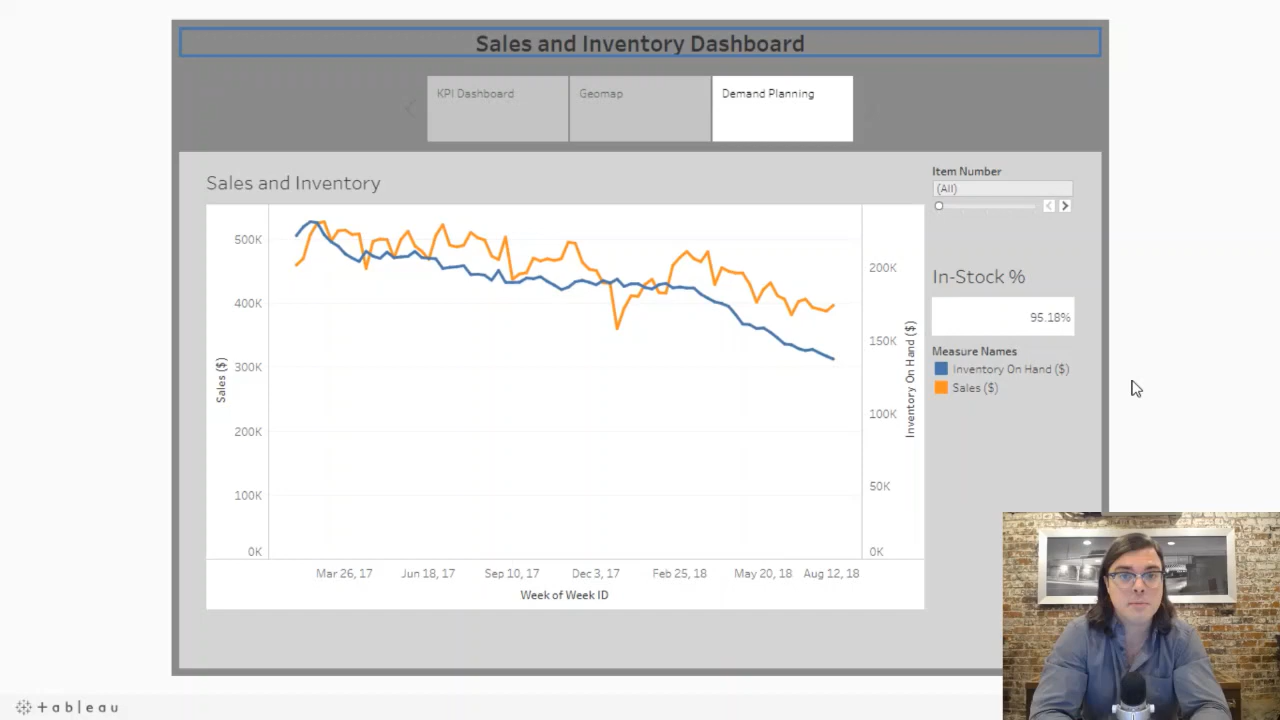 Sales and Inventory Dashboard
KPI Dashboard
Geomap
Demand Planning
Sales and Inventory
Item Number
(All)
In-Stock %
95.18%
Measure Names
Inventory On Hand ($)
Sales ($)
500K
400K
300K
200K
100K
0K
Sales ($)
200K
150K
100K
50K
0K
Inventory On Hand ($)
Mar 26, 17 Jun 18, 17 Sep 10, 17 Dec 3, 17 Feb 25, 18 May 20, 18 Aug 12, 18
Week of Week ID
+ableau